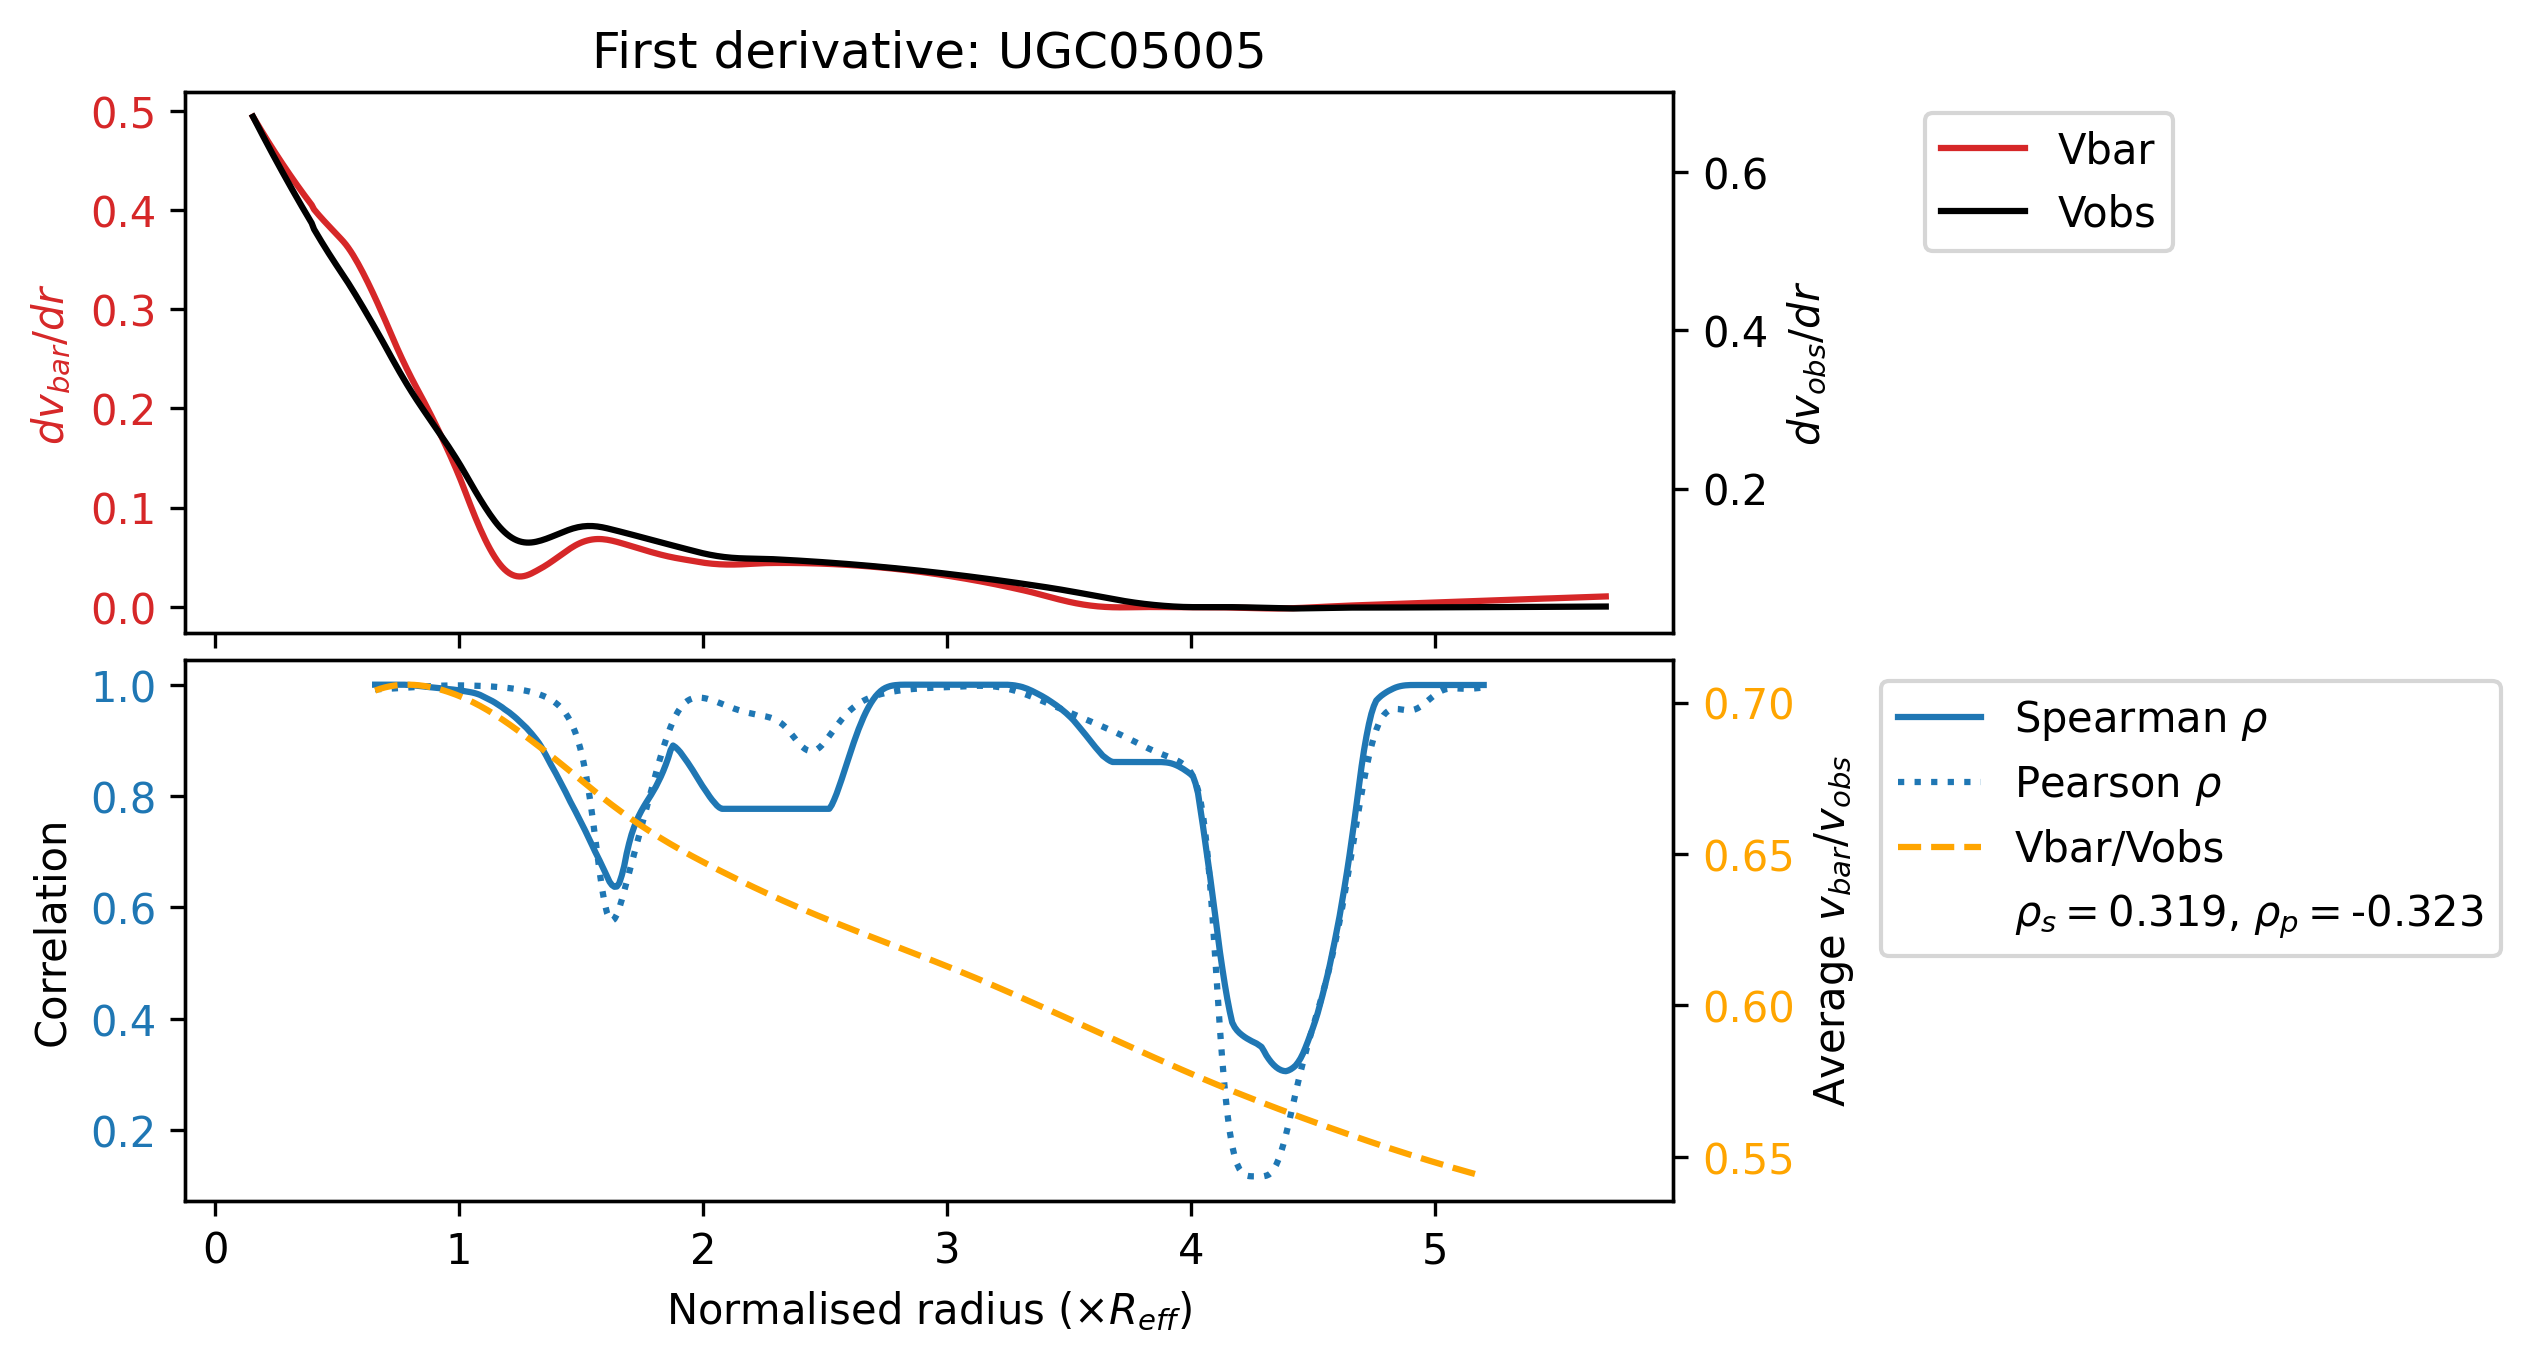 First derivative: UGC05005
0.5
0.4
0.3
0.2
0.1
0.0
dv_bar/dr
0.6
0.4
0.2
dv_obs/dr
Vbar
Vobs
1.0
0.8
0.6
0.4
0.2
Correlation
0.70
0.65
0.60
0.55
Average v_bar/v_obs
Spearman ρ
Pearson ρ
Vbar/Vobs
ρ_s = 0.319, ρ_p = -0.323
0 1 2 3 4 5
Normalised radius (×R_eff)